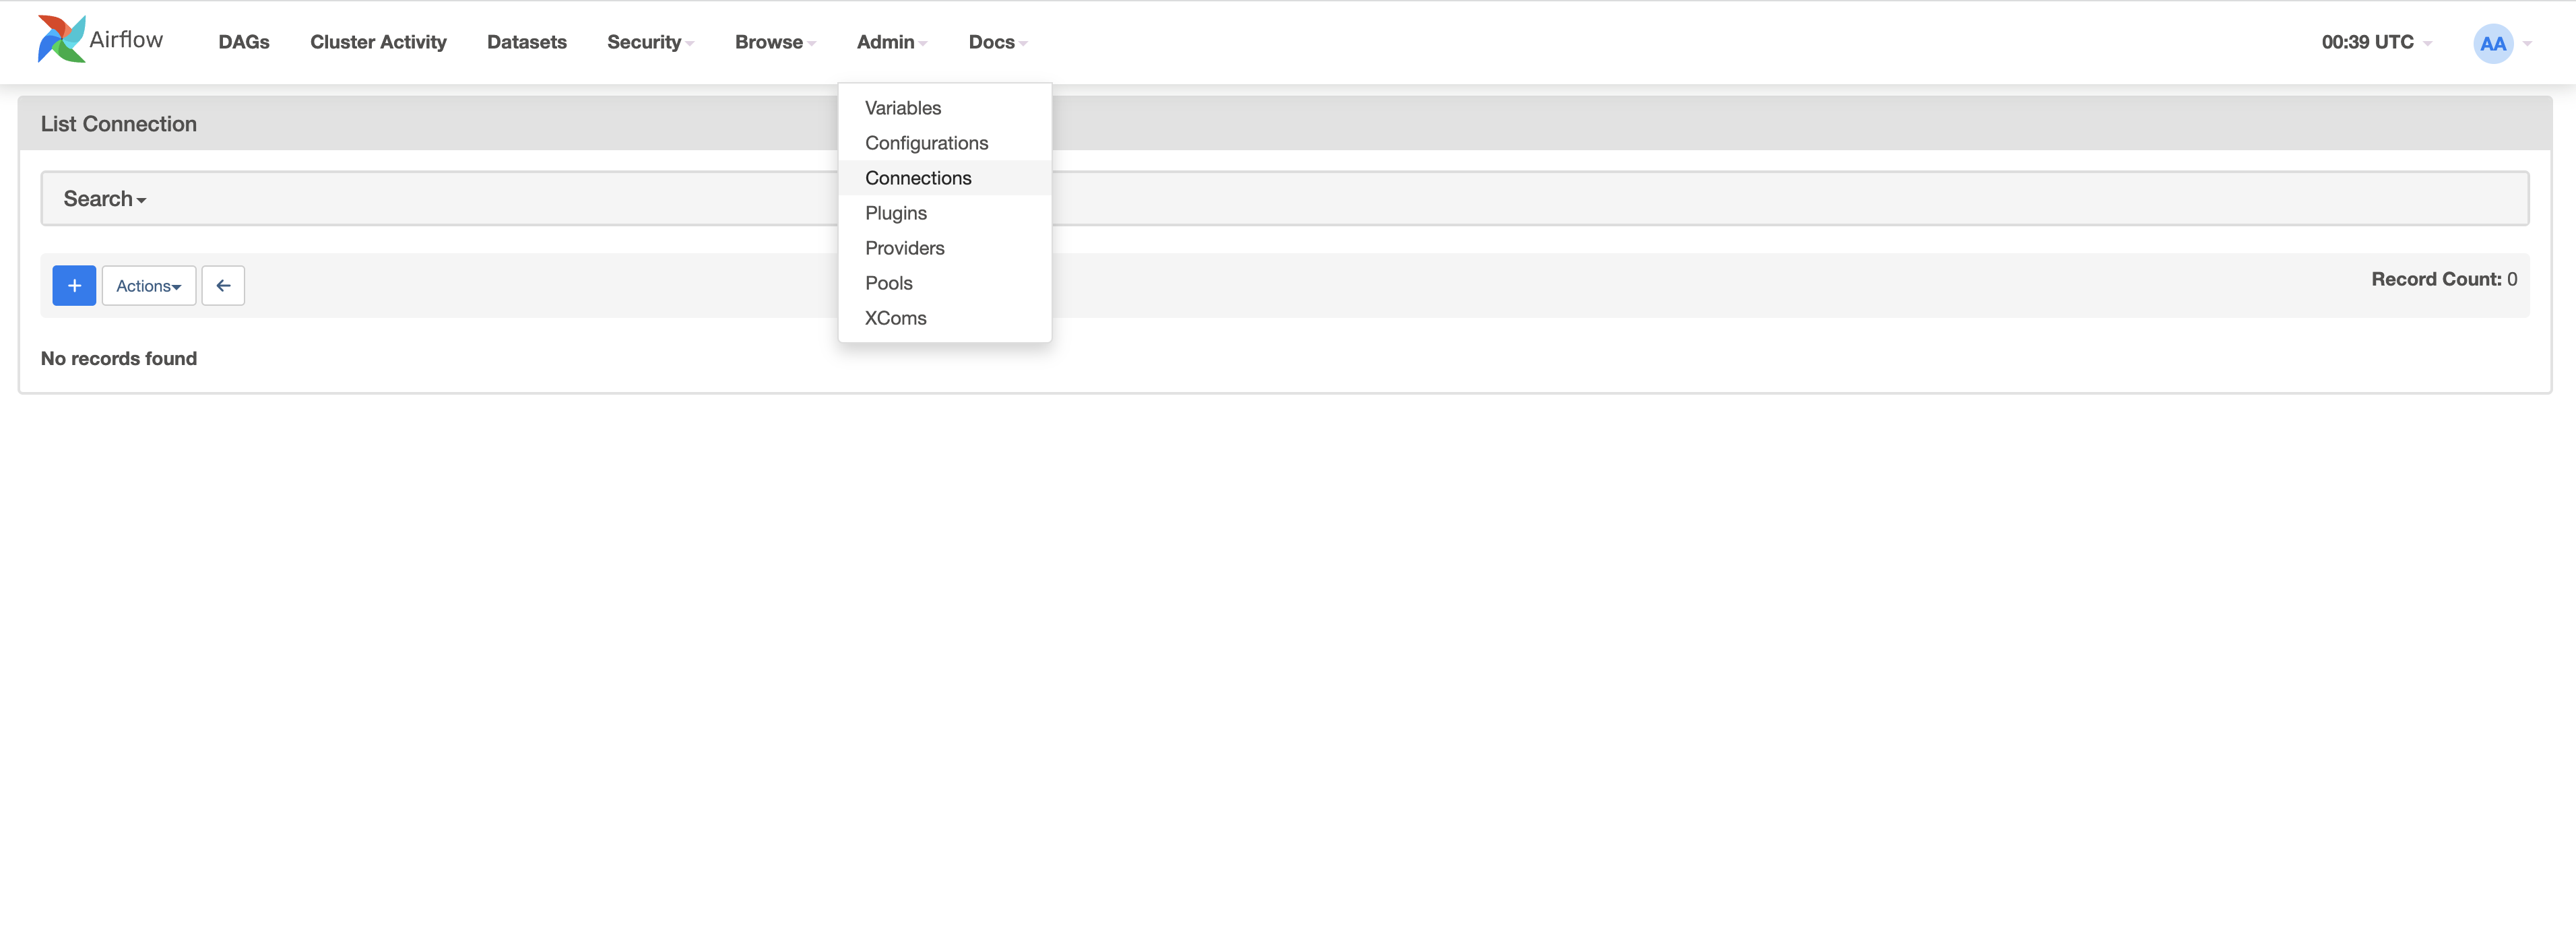 Airflow DAGs Cluster Activity Datasets Security Browse Admin Docs 00:39 UTC AA
List Connection
Search
Actions
Record Count: 0
No records found
Variables
Configurations
Connections
Plugins
Providers
Pools
XComs